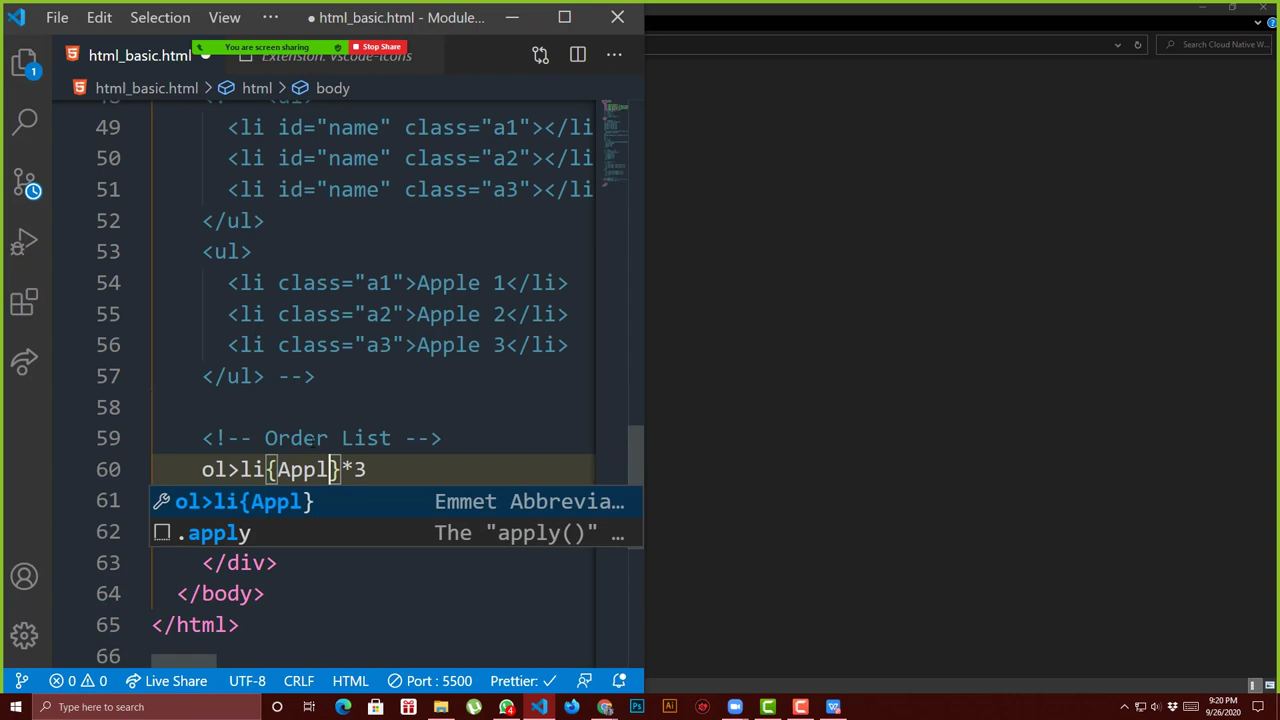 File Edit Selection View ··· ● html_basic.html - Module...
html_basic.html ● Extension: vscode-icons
You are screen sharing Stop Share
Search Cloud Native W...
html_basic.html > html > body
49 <li id="name" class="a1"></li
50 <li id="name" class="a2"></li
51 <li id="name" class="a3"></li
52 </ul>
53 <ul>
54 <li class="a1">Apple 1</li>
55 <li class="a2">Apple 2</li>
56 <li class="a3">Apple 3</li>
57 </ul> -->
58
59 <!-- Order List -->
60 ol>li{Appl}*3
61 ol>li{Appl} Emmet Abbrevia...
62 .apply The "apply()" ...
63 </div>
64 </body>
65 </html>
66
1
0 0 Live Share UTF-8 CRLF HTML Port : 5500 Prettier: ✓
Type here to search
4
9:20 PM
9/26/2020